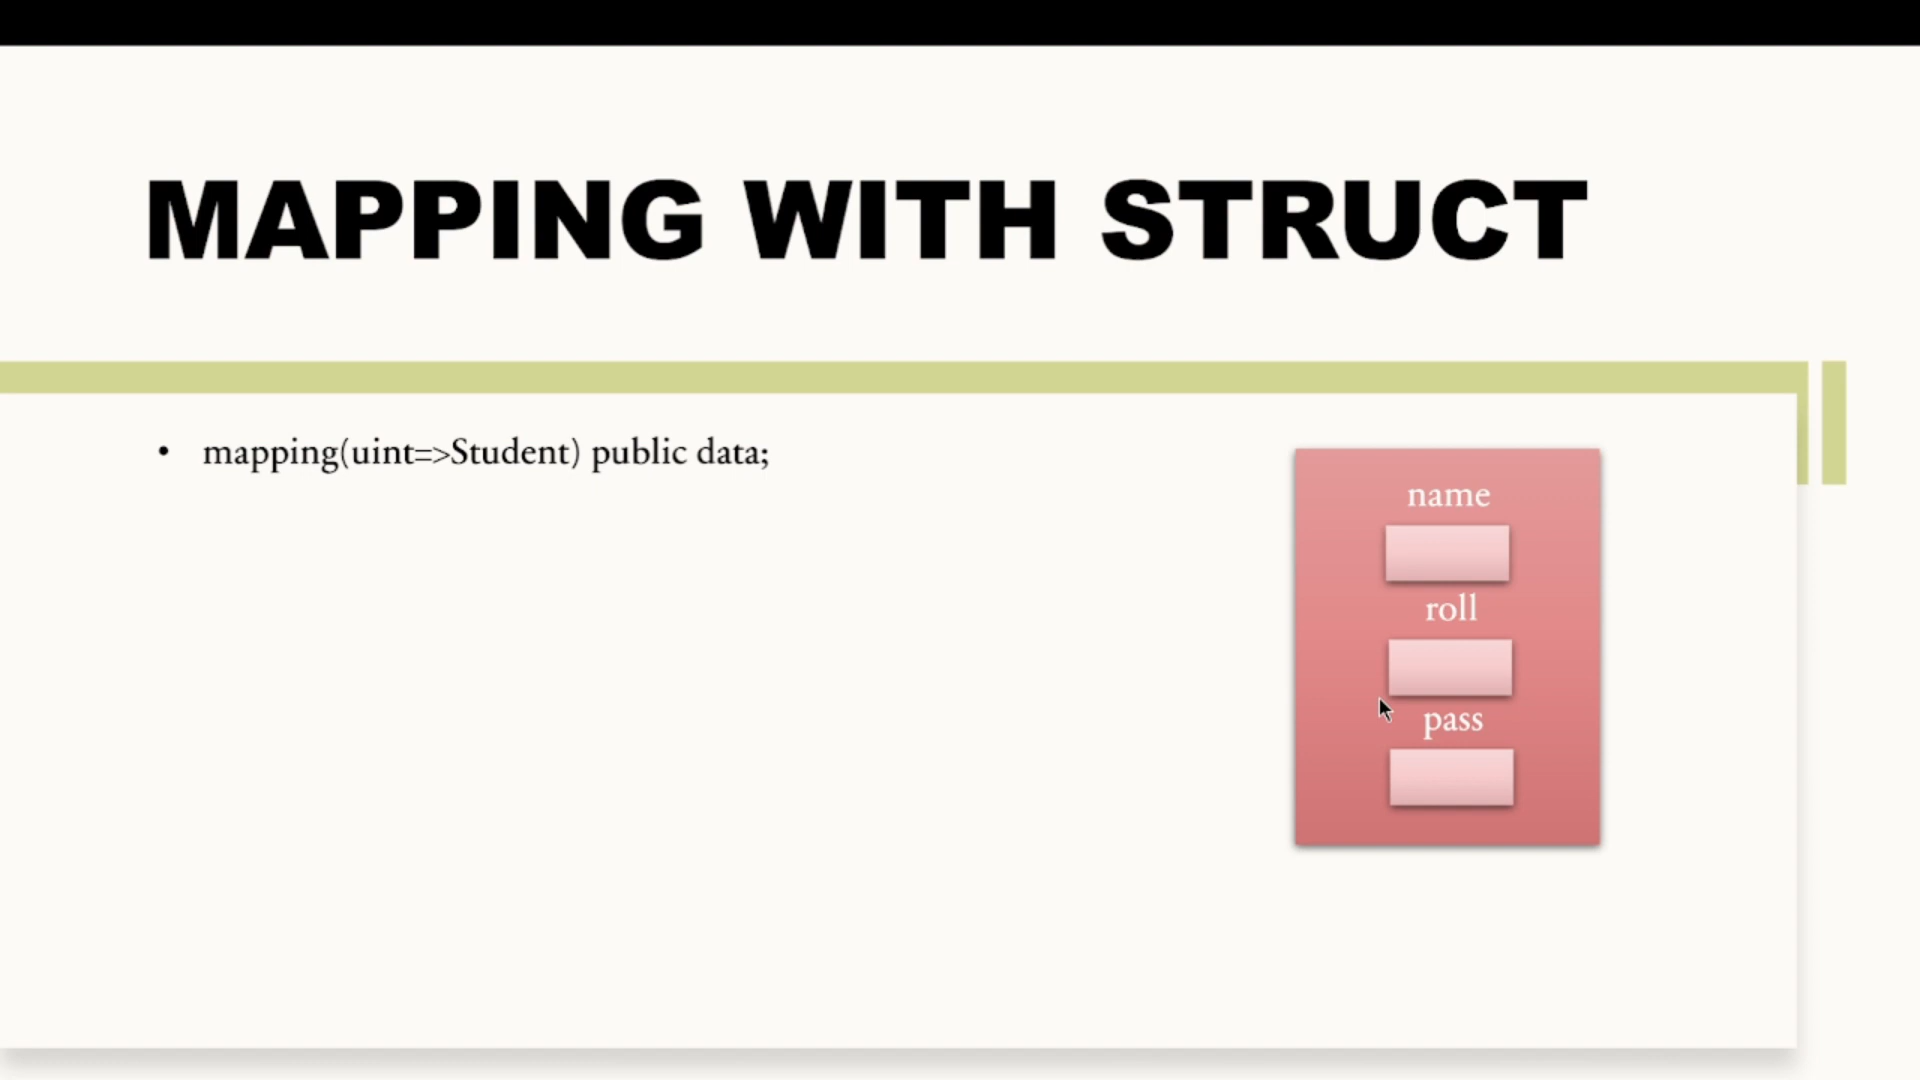 MAPPING WITH STRUCT
• mapping(uint=>Student) public data;
name
roll
pass